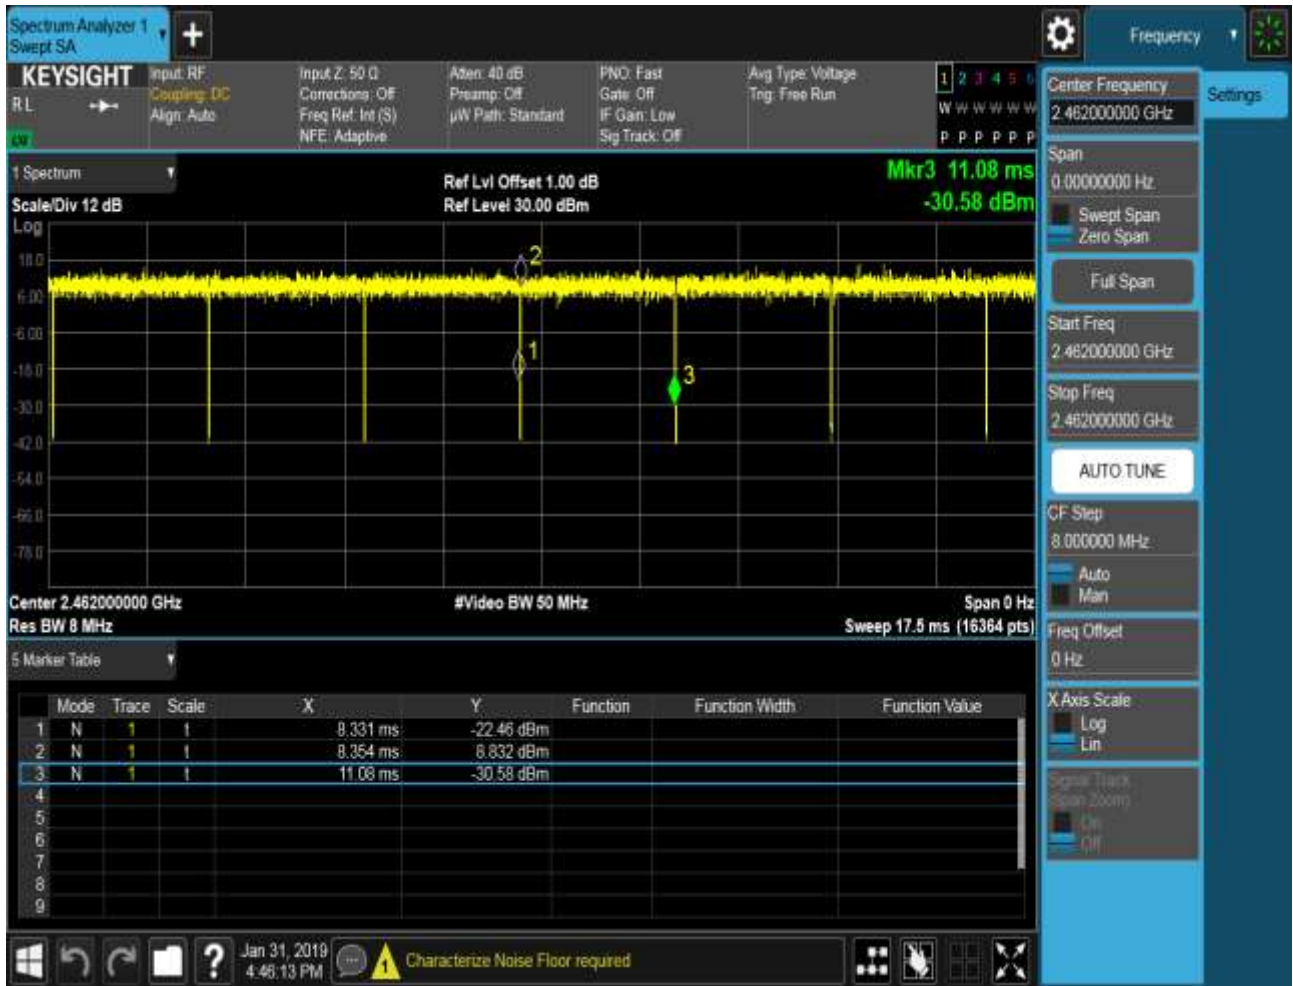 Spectrum Analyzer 1
Swept SA
Frequency
KEYSIGHT
R L
Input: RF
Coupling: DC
Align: Auto
Input Z: 50 Ω
Corrections: Off
Freq Ref: Int (S)
NFE: Adaptive
Atten: 40 dB
Preamp: Off
µW Path: Standard
PNO: Fast
Gate: Off
IF Gain: Low
Sig Track: Off
Avg Type: Voltage
Trig: Free Run
1 2 3 4 5 6
W W W W W W
P P P P P P
1 Spectrum
Scale/Div 12 dB
Ref Lvl Offset 1.00 dB
Ref Level 30.00 dBm
Mkr3 11.08 ms
-30.58 dBm
Log
18.0
6.00
-6.00
-18.0
-30.0
-42.0
-54.0
-66.0
-78.0
2
1
3
Center 2.462000000 GHz
#Video BW 50 MHz
Span 0 Hz
Res BW 8 MHz
Sweep 17.5 ms (16364 pts)
5 Marker Table
Mode Trace Scale X Y Function Function Width Function Value
1 N 1 t 8.331 ms -22.46 dBm
2 N 1 t 8.354 ms 8.832 dBm
3 N 1 t 11.08 ms -30.58 dBm
4
5
6
7
8
9
Center Frequency
2.462000000 GHz
Settings
Span
0.00000000 Hz
Swept Span
Zero Span
Full Span
Start Freq
2.462000000 GHz
Stop Freq
2.462000000 GHz
AUTO TUNE
CF Step
8.000000 MHz
Auto
Man
Freq Offset
0 Hz
X Axis Scale
Log
Lin
Signal Track
(Span Zoom)
On
Off
Jan 31, 2019
4:46:13 PM
1
Characterize Noise Floor required